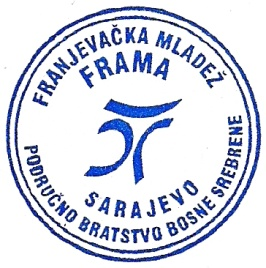 FRANJEVAČKA MLADEŽ
FRAMA
SARAJEVO
PODRUČNO BRATSTVO BOSNE SREBRENE